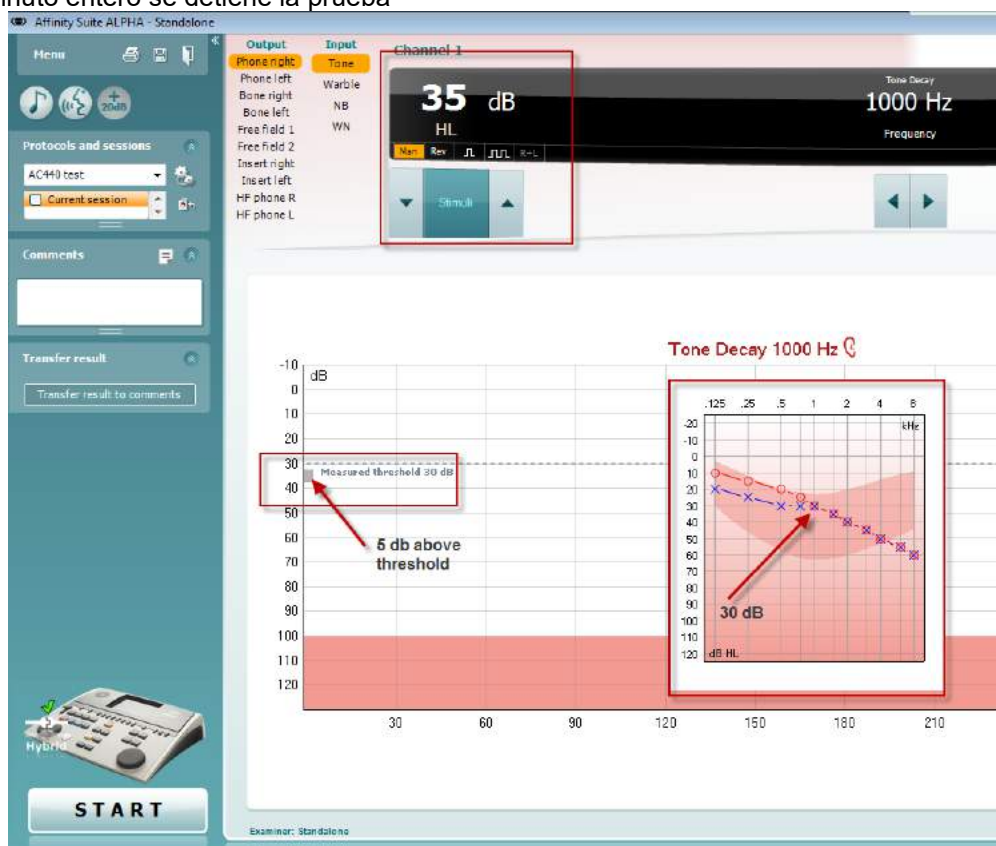 nuto entero se detiene la prueba
Affinity Suite ALPHA - Standalone
Menu
20dB
Protocols and sessions
AC440 test
Current session
Comments
Transfer result
Transfer result to comments
Hybrid
START
Output
Phone right
Phone left
Bone right
Bone left
Free field 1
Free field 2
Insert right
Insert left
HF phone R
HF phone L
Input
Tone
Warble
NB
WN
Channel 1
35 dB
HL
Man Rev R+L
Stimuli
Tone Decay
1000 Hz
Frequency
Tone Decay 1000 Hz
dB
-10
0
10
20
30
40
50
60
70
80
90
100
110
120
Measured threshold 30 dB
5 db above
threshold
.125 .25 .5 1 2 4 8
kHz
-20
-10
0
10
20
30
40
50
60
70
80
90
100
110
120
dB HL
30 dB
30 60 90 120 150 180 210
Examiner: Standalone